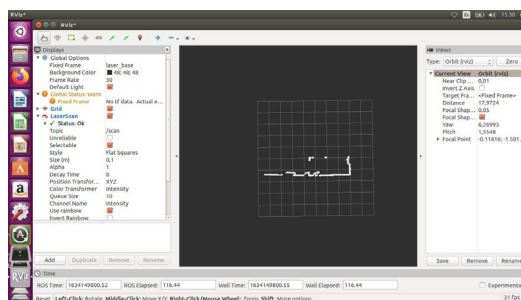 RViz*
15:30
RViz*
Displays
Global Options
Fixed Frame laser_base
Background Color 48; 48; 48
Frame Rate 30
Default Light
Global Status: Warn
Fixed Frame No tf data. Actual e...
Grid
LaserScan
Status: Ok
Topic /scan
Unreliable
Selectable
Style Flat Squares
Size (m) 0,1
Alpha 1
Decay Time 0
Position Transfor... XYZ
Color Transformer Intensity
Queue Size 10
Channel Name intensity
Use rainbow
Invert Rainbow
Add Duplicate Remove Rename
Views
Type: Orbit (rviz) Zero
Current View Orbit (rviz)
Near Clip ... 0,01
Invert Z Axis
Target Fra... <Fixed Frame>
Distance 17,9724
Focal Shap... 0,05
Focal Shap...
Yaw 6,26993
Pitch 1,5548
Focal Point -0.11616; -1.501...
Save Remove Rename
Time
ROS Time: 1634149800.52 ROS Elapsed: 116.44 Wall Time: 1634149800.55 Wall Elapsed: 116.44 Experimental
Reset Left-Click: Rotate. Middle-Click: Move X/Y. Right-Click/Mouse Wheel: Zoom. Shift: More options.
31 fps